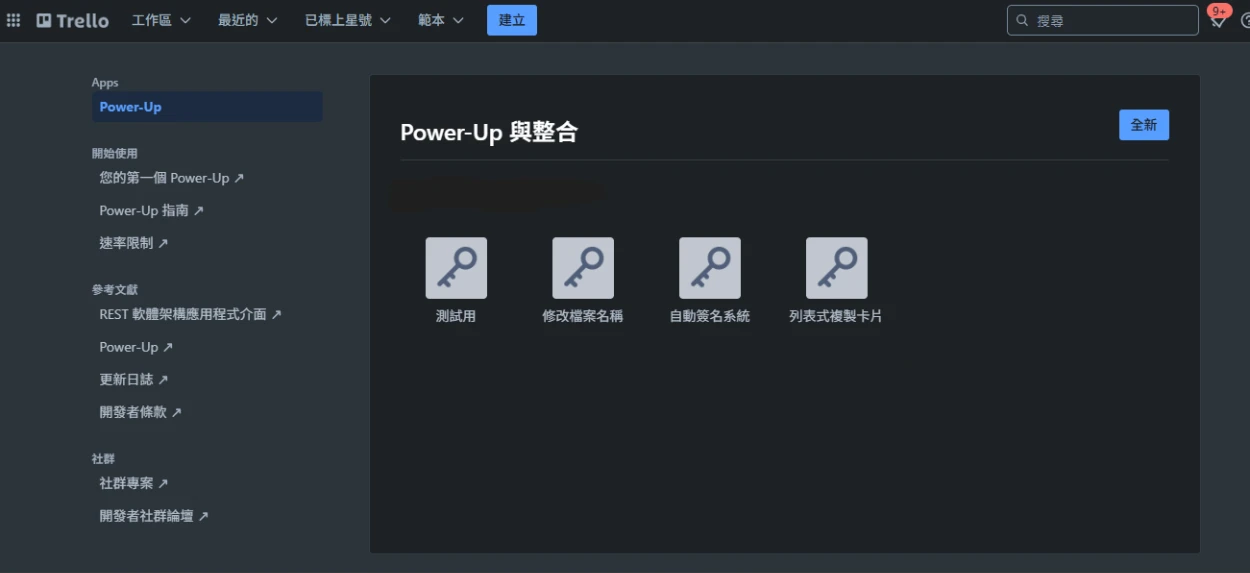 Trello 工作區 最近的 已標上星號 範本 建立 搜尋 9+
Apps
Power-Up
開始使用
您的第一個 Power-Up ↗
Power-Up 指南 ↗
速率限制 ↗
參考文獻
REST 軟體架構應用程式介面 ↗
Power-Up ↗
更新日誌 ↗
開發者條款 ↗
社群
社群專案 ↗
開發者社群論壇 ↗
Power-Up 與整合
全新
測試用
修改檔案名稱
自動簽名系統
列表式複製卡片